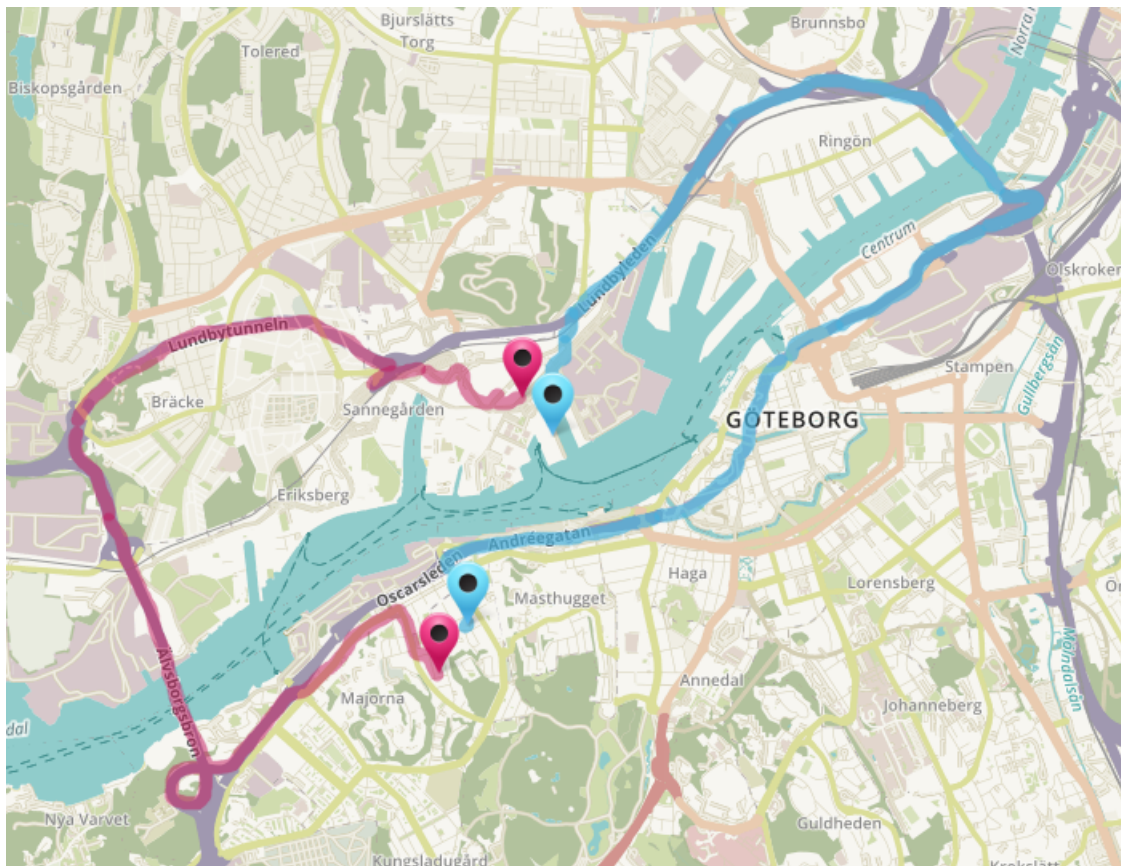 Bjurslätts
Torg
Brunnsbo
Tolered
Biskopsgården
Ringön
Centrum
Olskroken
Lundbyleden
Lundbytunneln
Stampen
Gullbergsån
Bräcke
Sannegården
GÖTEBORG
Eriksberg
Andréegatan
Oscarsleden
Masthugget
Haga
Lorensberg
Älvsborgsbron
Majorna
Annedal
Johanneberg
Mölndalsån
Nya Varvet
Guldheden
Kungsladugård